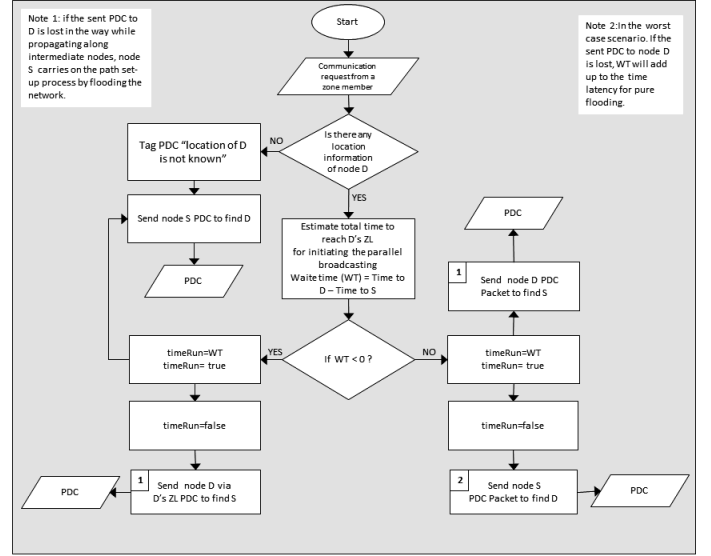 Note 1: if the sent PDC to
D is lost in the way while
propagating along
intermediate nodes, node
S carries on the path set-
up process by flooding the
network.
Start
Note 2:In the worst
case scenario. If the
sent PDC to node D
is lost, WT will add
up to the time
latency for pure
flooding.
Communication
request from a
zone member
Is there any
location
information
of node D
NO
Tag PDC “location of D
is not known”
YES
Send node S PDC to find D
PDC
Estimate total time to
reach D’s ZL
for initiating the parallel
broadcasting
Waite time (WT) = Time to
D – Time to S
PDC
1
Send node D PDC
Packet to find S
If WT < 0 ?
YES
NO
timeRun=WT
timeRun= true
timeRun=WT
timeRun= true
timeRun=false
timeRun=false
1
Send node D via
D’s ZL PDC to find S
PDC
2
Send node S
PDC Packet to find D
PDC